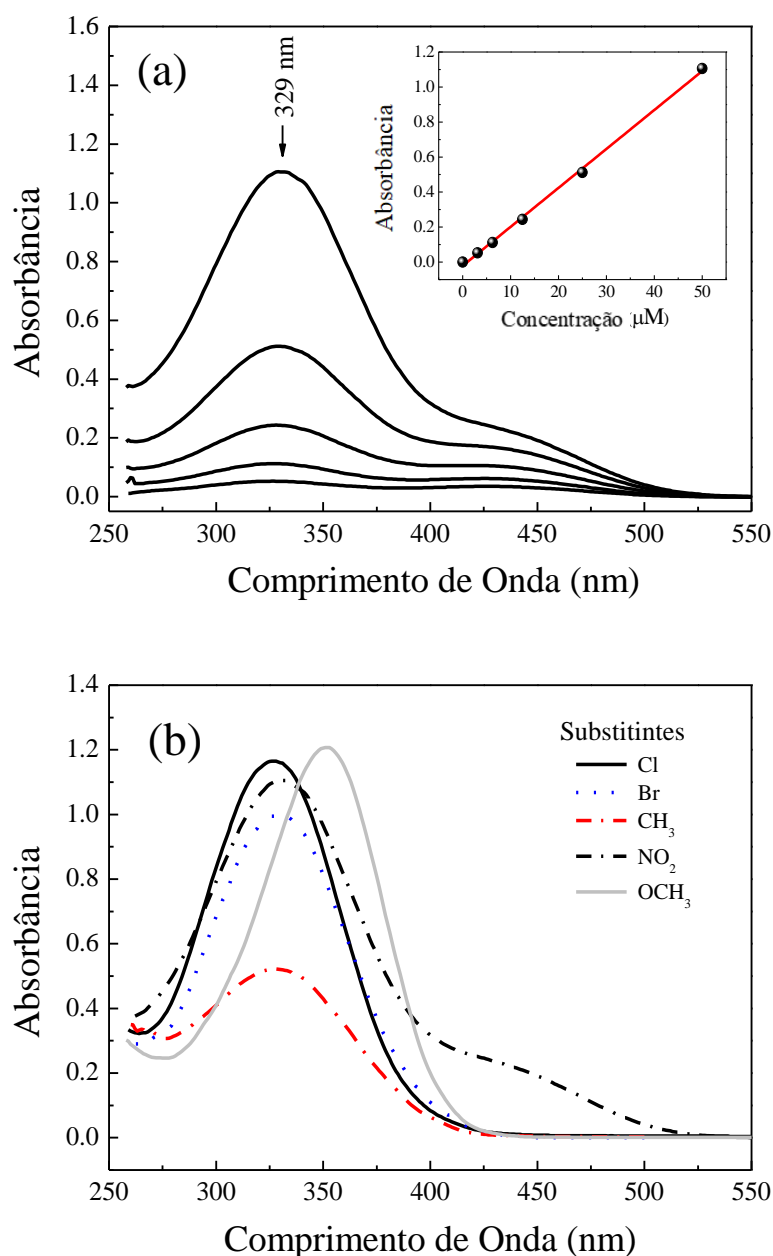 (a)
329 nm
Absorbância
1.6
1.4
1.2
1.0
0.8
0.6
0.4
0.2
0.0
250 300 350 400 450 500 550
Comprimento de Onda (nm)
Absorbância
1.2
1.0
0.8
0.6
0.4
0.2
0.0
0 10 20 30 40 50
Concentração (µM)
(b)
Absorbância
1.4
1.2
1.0
0.8
0.6
0.4
0.2
0.0
250 300 350 400 450 500 550
Comprimento de Onda (nm)
Substitintes
Cl
Br
CH₃
NO₂
OCH₃